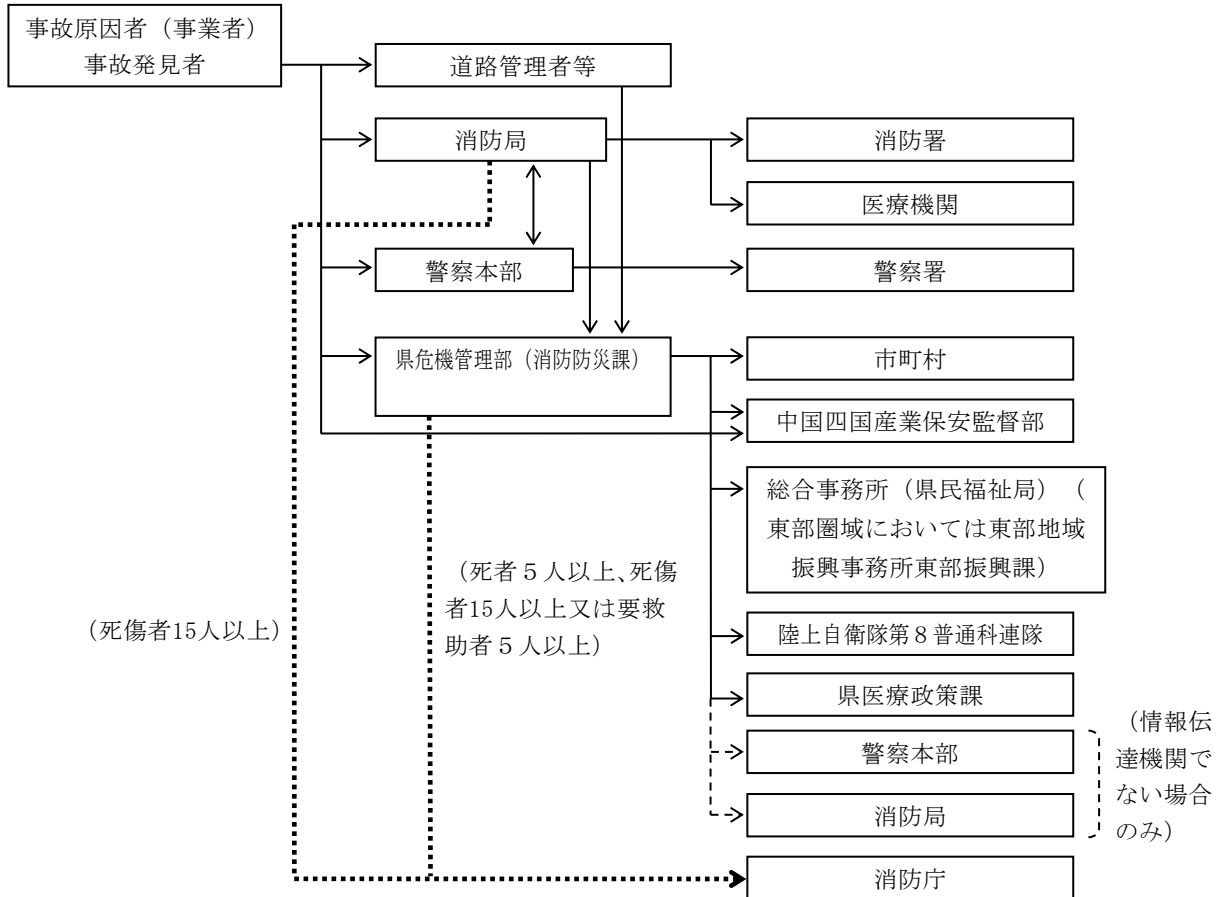 事故原因者（事業者）
事故発見者
道路管理者等
消防局
消防署
医療機関
警察本部
警察署
県危機管理部（消防防災課）
市町村
中国四国産業保安監督部
総合事務所（県民福祉局）（
東部圏域においては東部地域
振興事務所東部振興課）
（死者５人以上、死傷
者15人以上又は要救
助者５人以上）
（死傷者15人以上）
陸上自衛隊第８普通科連隊
県医療政策課
警察本部
消防局
（情報伝
達機関で
ない場合
のみ）
消防庁